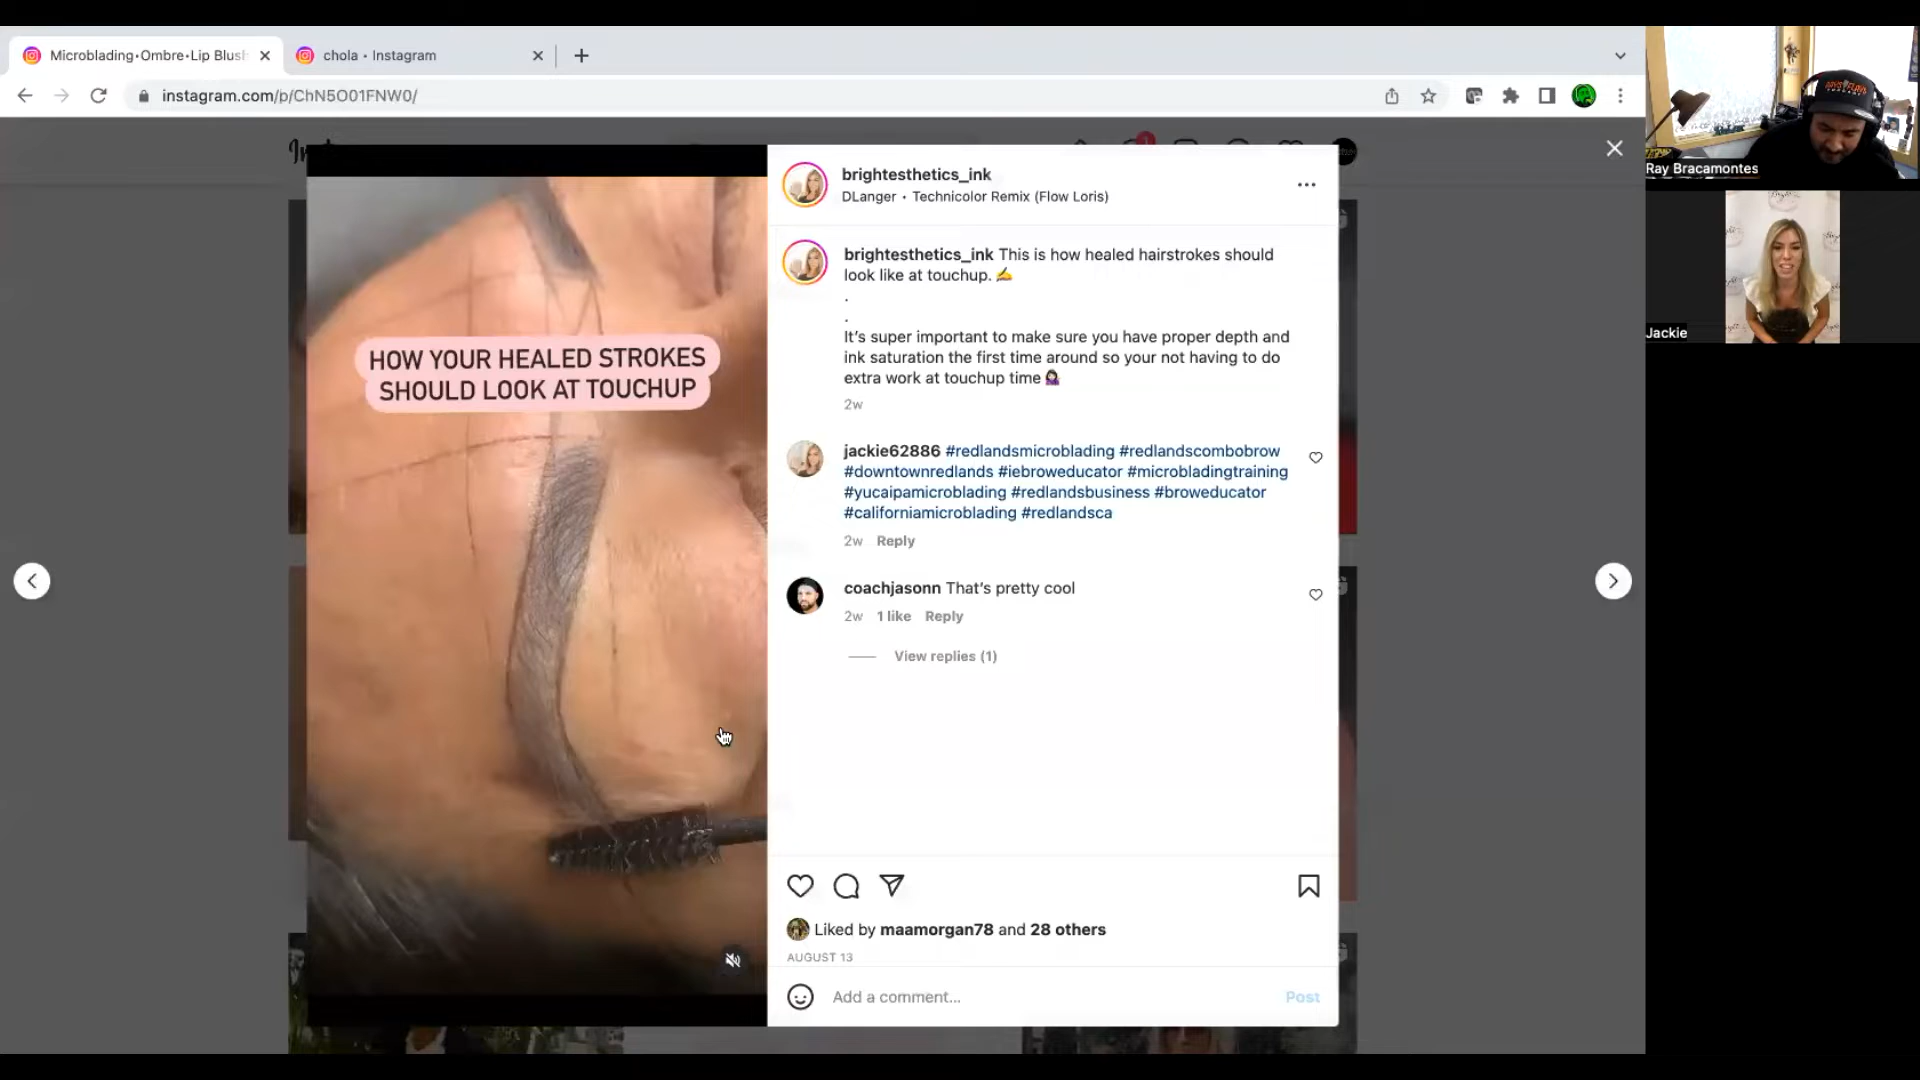 Microblading•Ombre•Lip Blush
chola • Instagram
instagram.com/p/ChN5O01FNW0/
brightesthetics_ink
DLanger • Technicolor Remix (Flow Loris)
brightesthetics_ink This is how healed hairstrokes should
look like at touchup. ✍️
.
.
It's super important to make sure you have proper depth and
ink saturation the first time around so your not having to do
extra work at touchup time 💁🏻‍♀️
2w
jackie62886 #redlandsmicroblading #redlandscombobrow
#downtownredlands #iebroweducator #microbladingtraining
#yucaipamicroblading #redlandsbusiness #broweducator
#californiamicroblading #redlandsca
2w Reply
coachjasonn That's pretty cool
2w 1 like Reply
View replies (1)
Liked by maamorgan78 and 28 others
AUGUST 13
Add a comment...
Post
HOW YOUR HEALED STROKES
SHOULD LOOK AT TOUCHUP
Ray Bracamontes
Jackie